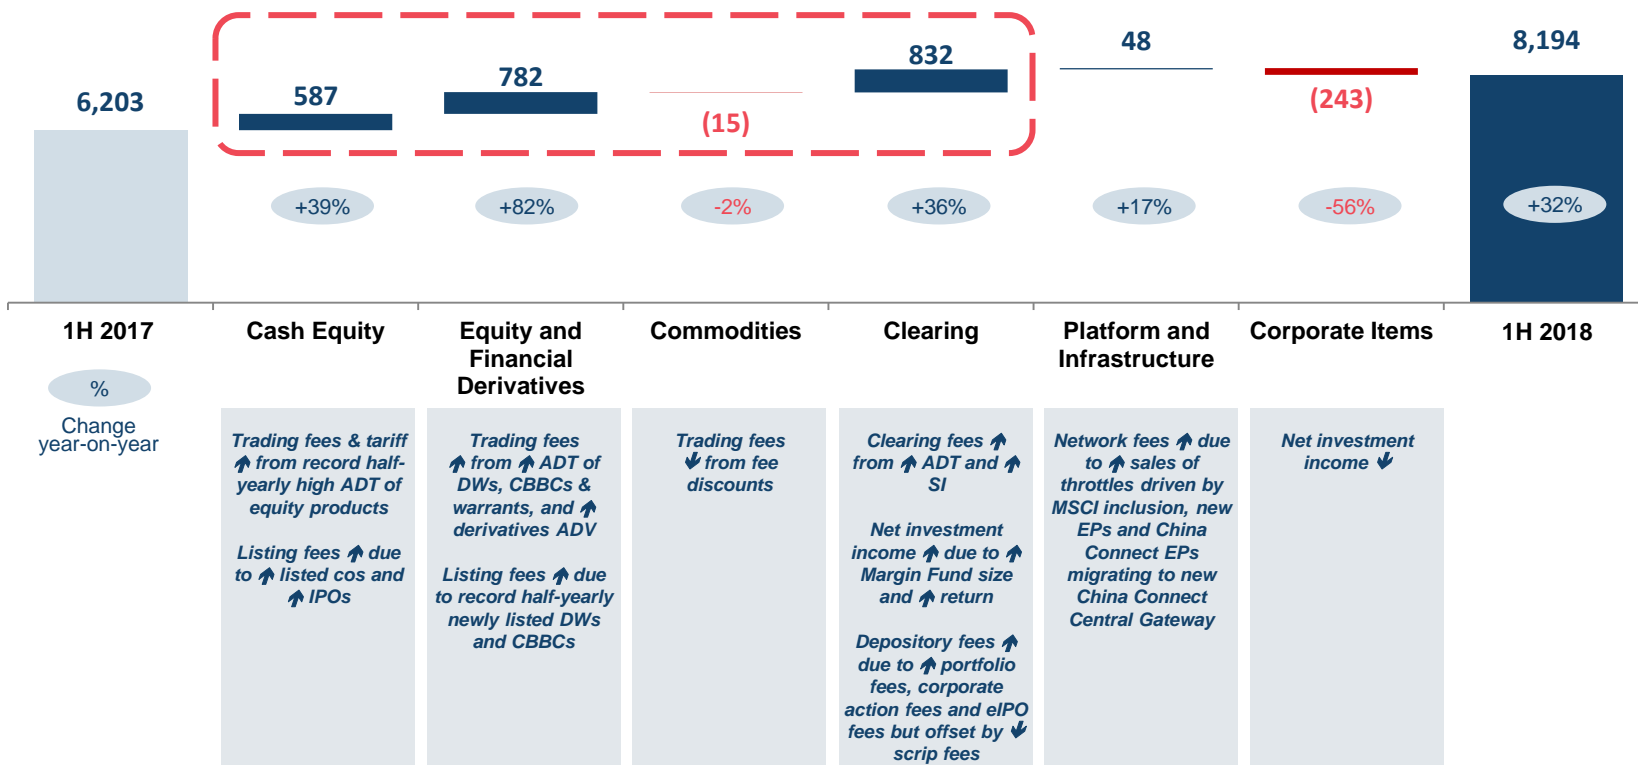 6,203
587
782
(15)
832
48
(243)
8,194
+39%
+82%
-2%
+36%
+17%
-56%
+32%
1H 2017
Cash Equity
Equity and
Financial
Derivatives
Commodities
Clearing
Platform and
Infrastructure
Corporate Items
1H 2018
%
Change
year-on-year
Trading fees & tariff
↑ from record half-
yearly high ADT of
equity products
Listing fees ↑ due
to ↑ listed cos and
↑ IPOs
Trading fees
↑ from ↑ ADT of
DWs, CBBCs &
warrants, and ↑
derivatives ADV
Listing fees ↑ due
to record half-yearly
newly listed DWs
and CBBCs
Trading fees
↓ from fee
discounts
Clearing fees ↑
from ↑ ADT and ↑
SI
Net investment
income ↑ due to ↑
Margin Fund size
and ↑ return
Depository fees ↑
due to ↑ portfolio
fees, corporate
action fees and eIPO
fees but offset by ↓
scrip fees
Network fees ↑ due
to ↑ sales of
throttles driven by
MSCI inclusion, new
EPs and China
Connect EPs
migrating to new
China Connect
Central Gateway
Net investment
income ↓